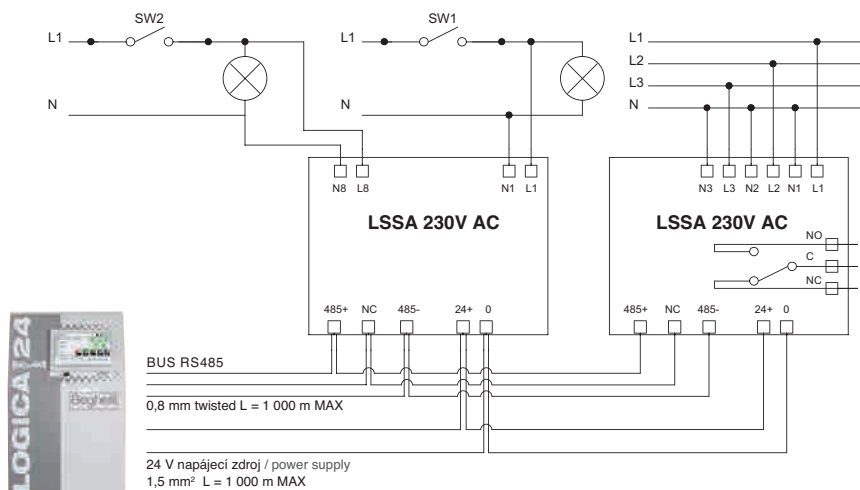 SW2
SW1
L1
L1
L1
L2
L3
N
N
N
N8 L8
N1 L1
N3 L3 N2 L2 N1 L1
LSSA 230V AC
LSSA 230V AC
NO
C
NC
485+ NC 485- 24+ 0
485+ NC 485- 24+ 0
BUS RS485
0,8 mm twisted L = 1 000 m MAX
24 V napájecí zdroj / power supply
1,5 mm² L = 1 000 m MAX
LOGICA 24
Beghelli